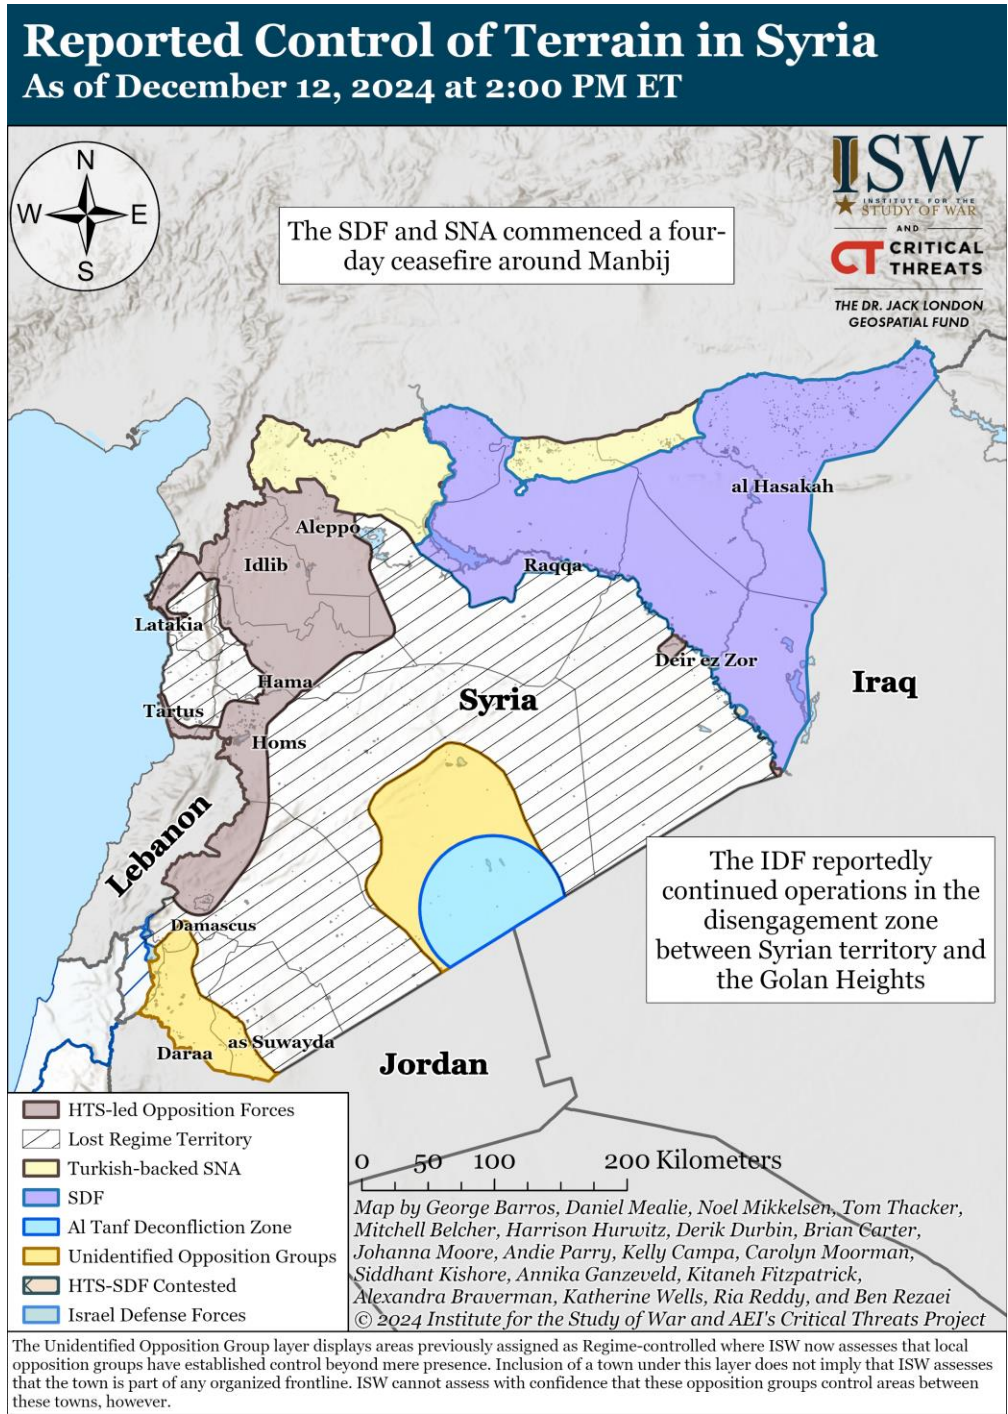 Reported Control of Terrain in Syria
As of December 12, 2024 at 2:00 PM ET
N
W
E
S
The SDF and SNA commenced a four-
day ceasefire around Manbij
ISW
INSTITUTE FOR THE
STUDY OF WAR
AND
CT CRITICAL
THREATS
THE DR. JACK LONDON
GEOSPATIAL FUND
al Hasakah
Aleppo
Idlib
Raqqa
Latakia
Deir ez Zor
Hama
Iraq
Syria
Tartus
Homs
Lebanon
The IDF reportedly
continued operations in the
disengagement zone
between Syrian territory and
the Golan Heights
Damascus
as Suwayda
Daraa
Jordan
HTS-led Opposition Forces
Lost Regime Territory
Turkish-backed SNA
SDF
Al Tanf Deconfliction Zone
Unidentified Opposition Groups
HTS-SDF Contested
Israel Defense Forces
0 50 100 200 Kilometers
Map by George Barros, Daniel Mealie, Noel Mikkelsen, Tom Thacker,
Mitchell Belcher, Harrison Hurwitz, Derik Durbin, Brian Carter,
Johanna Moore, Andie Parry, Kelly Campa, Carolyn Moorman,
Siddhant Kishore, Annika Ganzeveld, Kitaneh Fitzpatrick,
Alexandra Braverman, Katherine Wells, Ria Reddy, and Ben Rezaei
© 2024 Institute for the Study of War and AEI's Critical Threats Project
The Unidentified Opposition Group layer displays areas previously assigned as Regime-controlled where ISW now assesses that local
opposition groups have established control beyond mere presence. Inclusion of a town under this layer does not imply that ISW assesses
that the town is part of any organized frontline. ISW cannot assess with confidence that these opposition groups control areas between
these towns, however.